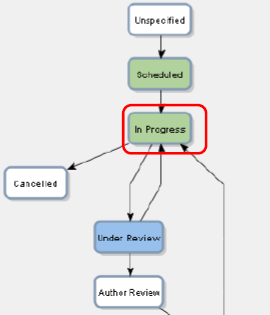 Unspecified
Scheduled
In Progress
Cancelled
Under Review
Author Review